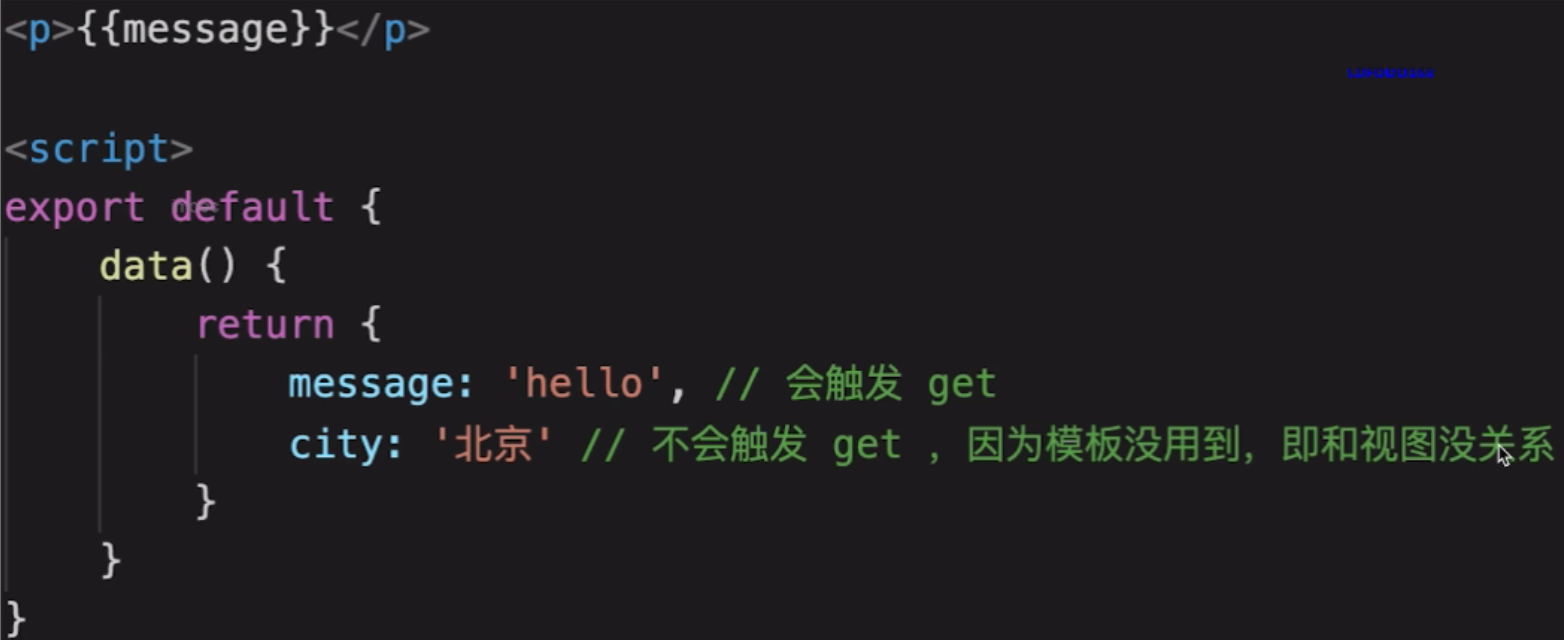 <p>{{message}}</p>
<script>
export default {
data() {
return {
message: 'hello', // 会触发 get
city: '北京' // 不会触发 get ，因为模板没用到，即和视图没关系
}
}
}